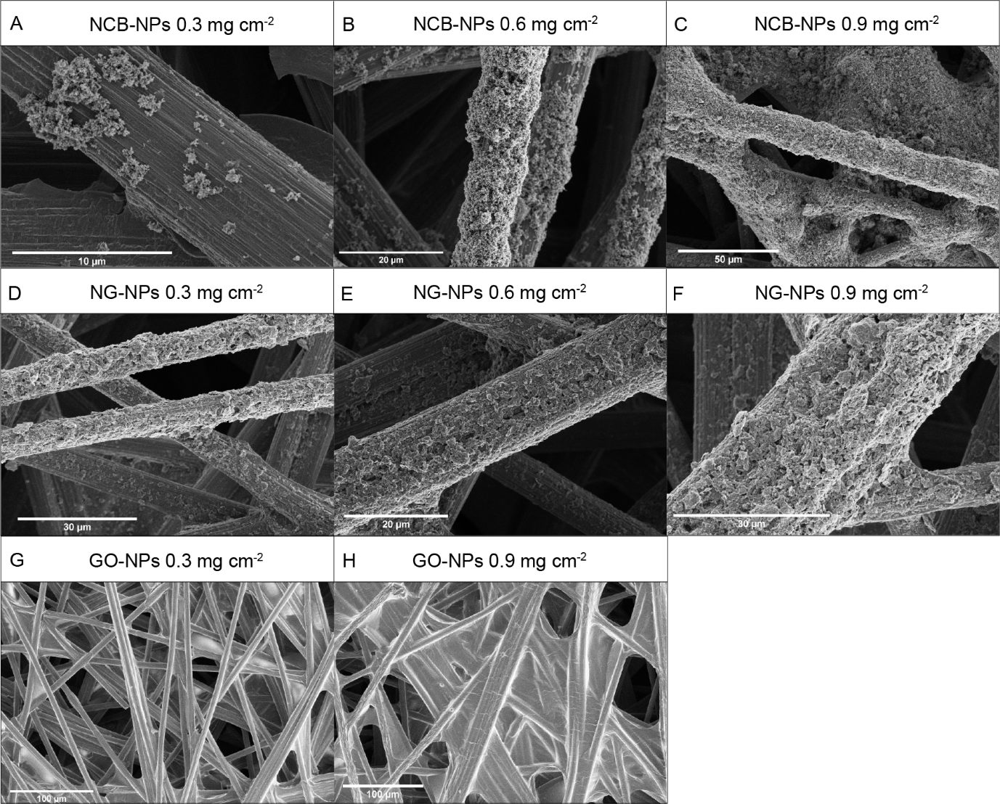 A NCB-NPs 0.3 mg cm-2
B NCB-NPs 0.6 mg cm-2
C NCB-NPs 0.9 mg cm-2
10 µm
20 µm
50 µm
D NG-NPs 0.3 mg cm-2
E NG-NPs 0.6 mg cm-2
F NG-NPs 0.9 mg cm-2
30 µm
20 µm
30 µm
G GO-NPs 0.3 mg cm-2
H GO-NPs 0.9 mg cm-2
100 µm
100 µm